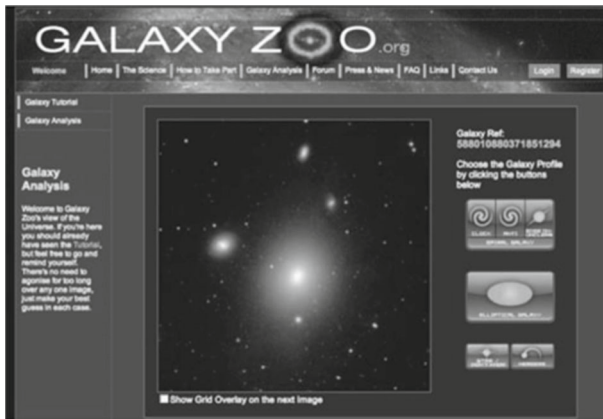 GALAXY ZOO.org
Welcome Home The Science How to Take Part Galaxy Analysis Forum Press & News FAQ Links Contact Us Login Register
Galaxy Tutorial
Galaxy Analysis
Galaxy
Analysis
Welcome to Galaxy
Zoo's view of the
Universe. If you're here
you should already
have seen the Tutorial,
but feel free to go and
remind yourself.
There's no need to
agonise for too long
over any one image,
just make your best
guess in each case.
Galaxy Ref:
588010880371851294
Choose the Galaxy Profile
by clicking the buttons
below
CLOCK ANTI
SPIRAL GALAXY
ELLIPTICAL GALAXY
Show Grid Overlay on the next image